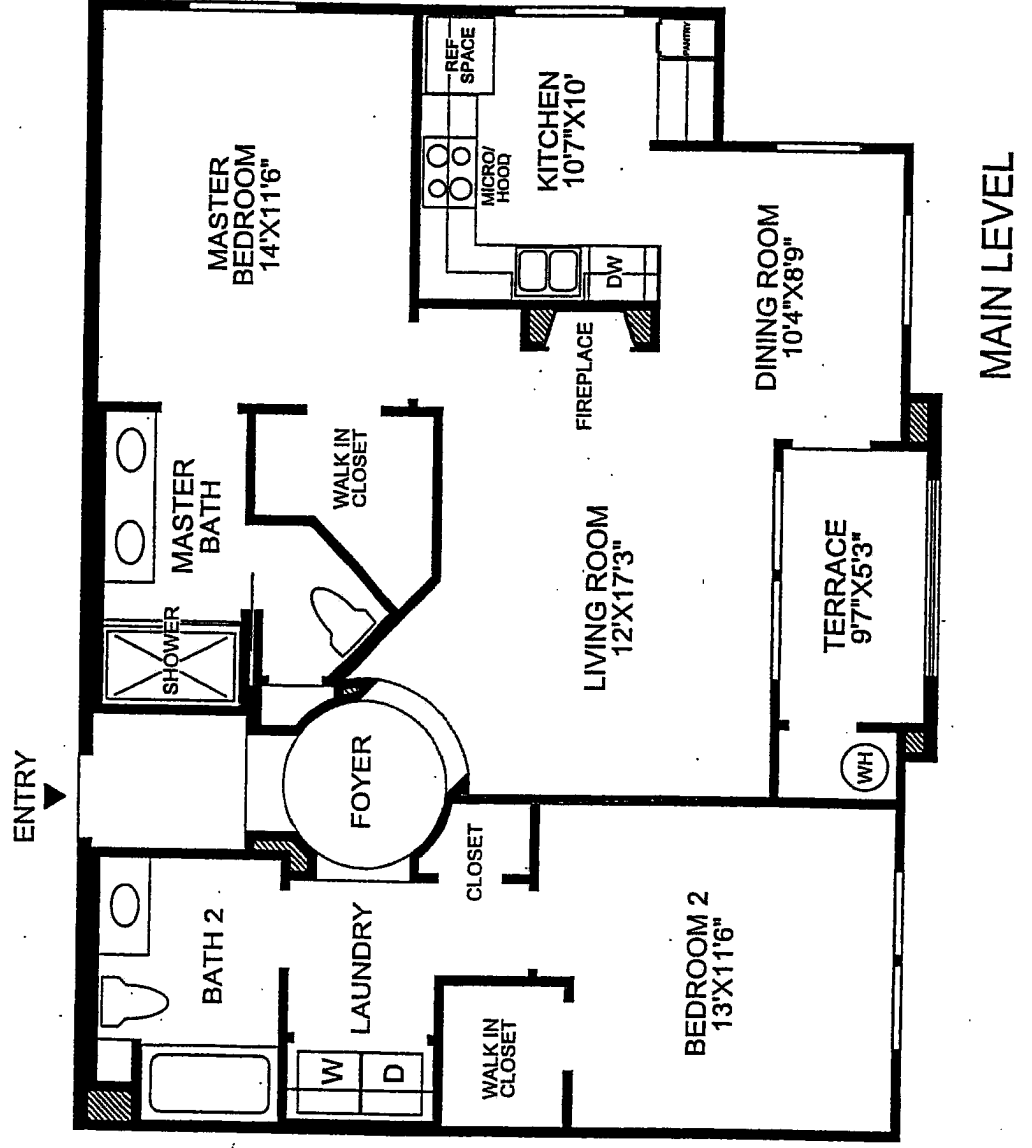 ENTRY
MASTER
BEDROOM
14'X11'6"
REF
SPACE
PANTRY
MICRO/
HOOD
KITCHEN
10'7"X10'
DW
MASTER
BATH
SHOWER
WALK IN
CLOSET
FIREPLACE
DINING ROOM
10'4"X8'9"
LIVING ROOM
12'X17'3"
TERRACE
9'7"X5'3"
WH
FOYER
CLOSET
BATH 2
LAUNDRY
W
D
WALK IN
CLOSET
BEDROOM 2
13'X11'6"
MAIN LEVEL